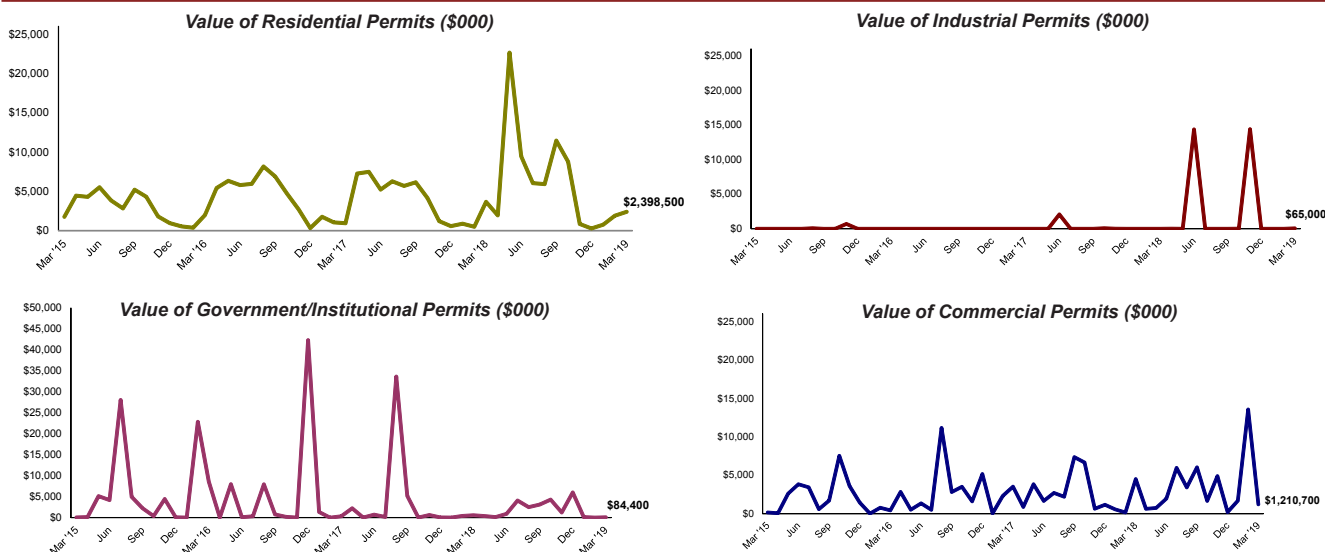 Value of Residential Permits ($000)
$25,000
$20,000
$15,000
$10,000
$5,000
$0
$2,398,500
Mar '15
Jun
Sep
Dec
Mar '16
Jun
Sep
Dec
Mar '17
Jun
Sep
Dec
Mar '18
Jun
Sep
Dec
Mar '19
Value of Industrial Permits ($000)
$25,000
$20,000
$15,000
$10,000
$5,000
$0
$65,000
Mar '15
Jun
Sep
Dec
Mar '16
Jun
Sep
Dec
Mar '17
Jun
Sep
Dec
Mar '18
Jun
Sep
Dec
Mar '19
Value of Government/Institutional Permits ($000)
$50,000
$45,000
$40,000
$35,000
$30,000
$25,000
$20,000
$15,000
$10,000
$5,000
$0
$84,400
Mar '15
Jun
Sep
Dec
Mar '16
Jun
Sep
Dec
Mar '17
Jun
Sep
Dec
Mar '18
Jun
Sep
Dec
Mar '19
Value of Commercial Permits ($000)
$25,000
$20,000
$15,000
$10,000
$5,000
$0
$1,210,700
Mar '15
Jun
Sep
Dec
Mar '16
Jun
Sep
Dec
Mar '17
Jun
Sep
Dec
Mar '18
Jun
Sep
Dec
Mar '19